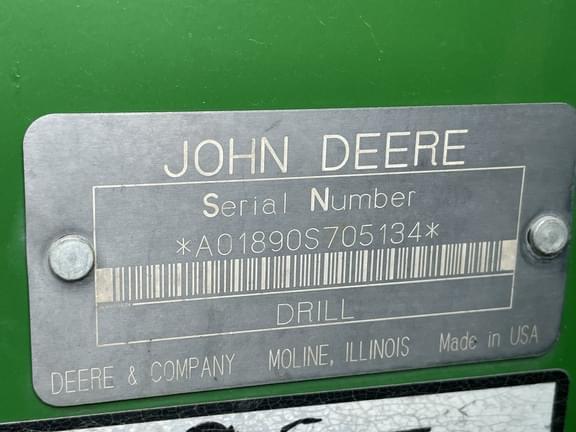 JOHN DEERE
Serial Number
*A01890S705134*
DRILL
DEERE & COMPANY MOLINE, ILLINOIS Made in USA